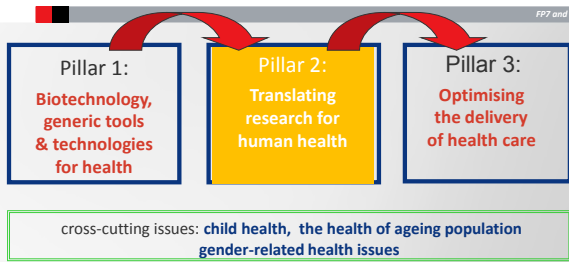 FP7 and
Pillar 1:
Biotechnology,
generic tools
& technologies
for health
Pillar 2:
Translating
research for
human health
Pillar 3:
Optimising
the delivery
of health care
cross-cutting issues: child health, the health of ageing population
gender-related health issues